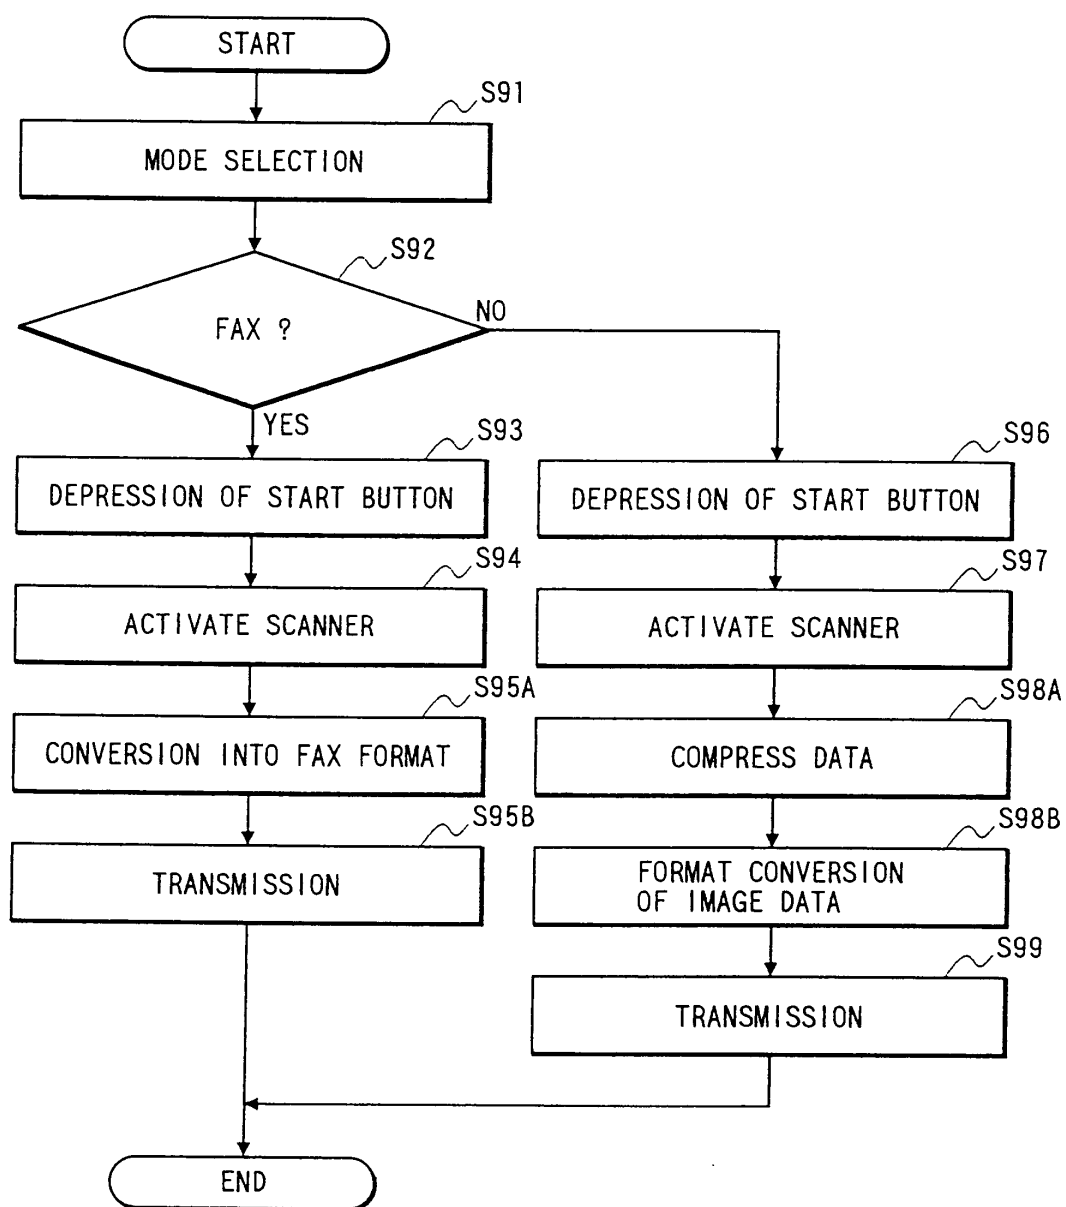 START
S91
MODE SELECTION
S92
FAX ?
NO
YES
S93
DEPRESSION OF START BUTTON
S94
ACTIVATE SCANNER
S95A
CONVERSION INTO FAX FORMAT
S95B
TRANSMISSION
S96
DEPRESSION OF START BUTTON
S97
ACTIVATE SCANNER
S98A
COMPRESS DATA
S98B
FORMAT CONVERSION
OF IMAGE DATA
S99
TRANSMISSION
END